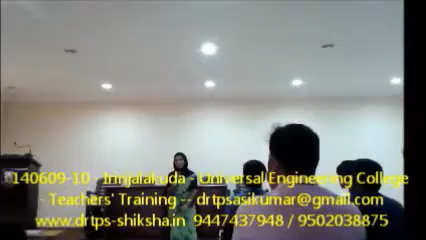 140609-10 - Irinjalakuda - Universal Engineering College
- Teachers' Training -- drtpsasikumar@gmail.com
www.drtps-shiksha.in 9447437948 / 9502038875